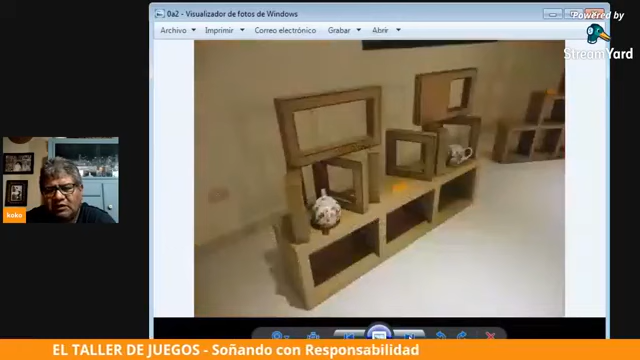 0a2 - Visualizador de fotos de Windows
Powered by
Archivo Imprimir Correo electrónico Grabar Abrir
StreamYard
koko
EL TALLER DE JUEGOS - Soñando con Responsabilidad